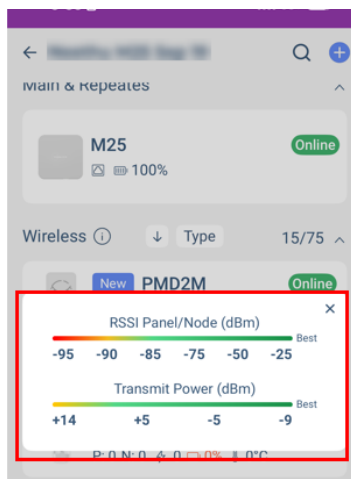 Main & Repeates
M25
Online
100%
Wireless
Type
15/75
New
PMD2M
Online
RSSI Panel/Node (dBm)
Best
-95 -90 -85 -75 -50 -25
Transmit Power (dBm)
Best
+14 +5 -5 -9
P: 0 N: 0 0 0% 0°C